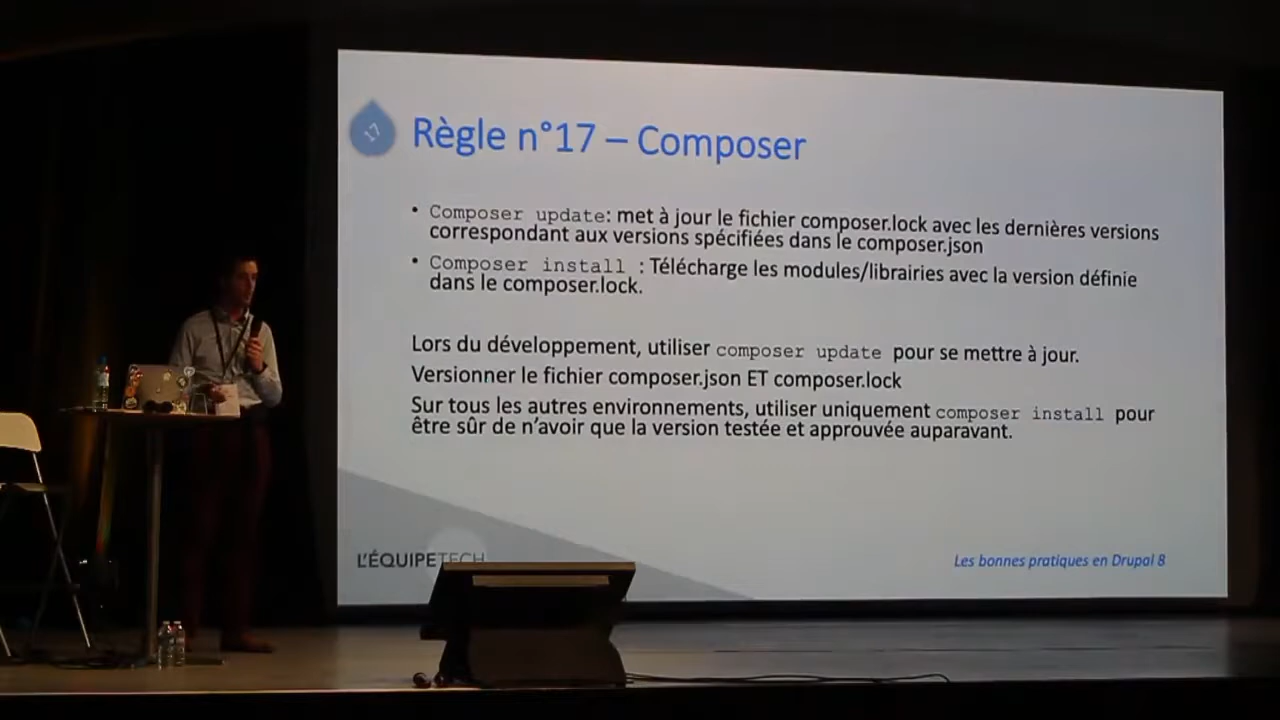 17
Règle n°17 – Composer
• Composer update: met à jour le fichier composer.lock avec les dernières versions
correspondant aux versions spécifiées dans le composer.json
• Composer install : Télécharge les modules/librairies avec la version définie
dans le composer.lock.
Lors du développement, utiliser composer update pour se mettre à jour.
Versionner le fichier composer.json ET composer.lock
Sur tous les autres environnements, utiliser uniquement composer install pour
être sûr de n’avoir que la version testée et approuvée auparavant.
L'ÉQUIPETECH
Les bonnes pratiques en Drupal 8